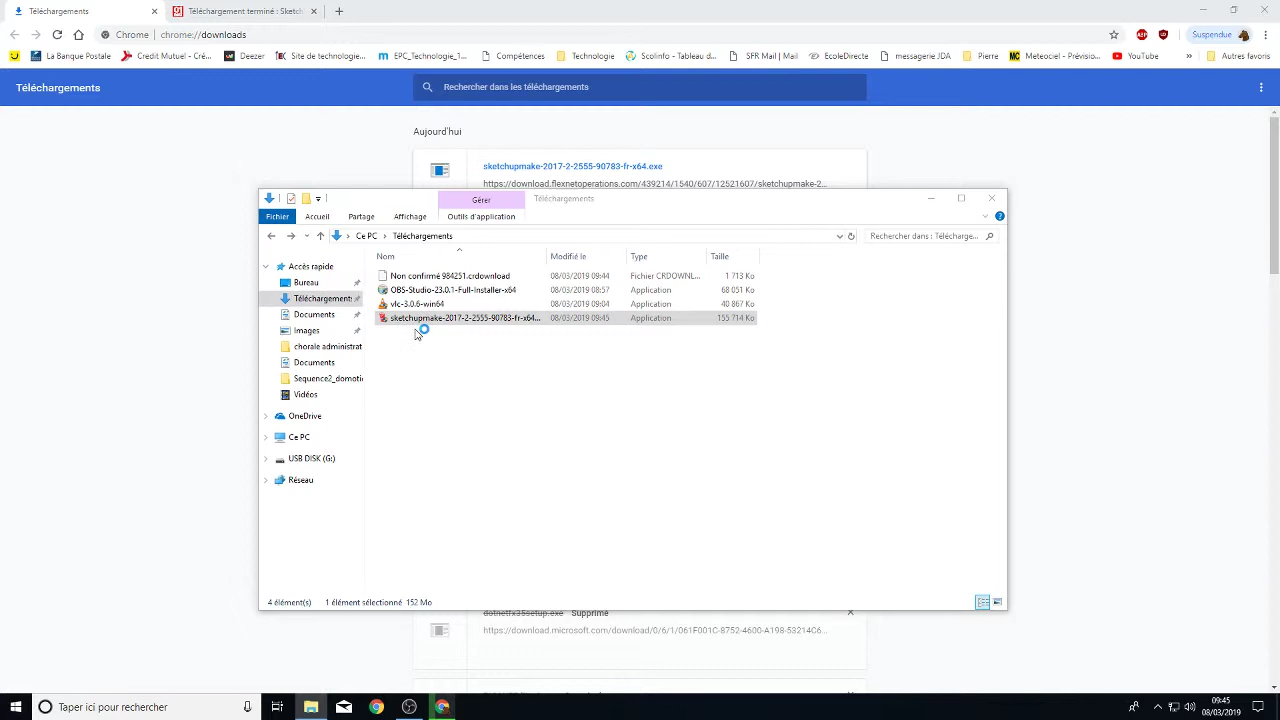 Téléchargements
Téléchargement terminé : Sketch
Chrome | chrome://downloads
Suspendue
La Banque Postale
Crédit Mutuel - Cré...
Deezer
Site de technologie...
EPC_Technologie_1...
Compétences
Technologie
ScolInfo - Tableau d...
SFR Mail | Mail
EcoleDirecte
messagerie JDA
Pierre
Meteociel - Prévisio...
YouTube
»
Autres favoris
Téléchargements
Rechercher dans les téléchargements
Aujourd'hui
sketchupmake-2017-2-2555-90783-fr-x64.exe
https://download.flexnetoperations.com/439214/1540/607/12521607/sketchupmake-2...
Gérer
Téléchargements
Fichier
Accueil
Partage
Affichage
Outils d'application
Ce PC
Téléchargements
Rechercher dans : Télécharge...
Nom
Modifié le
Type
Taille
Non confirmé 984251.crdownload 08/03/2019 09:44 Fichier CRDOWNL... 1 713 Ko
OBS-Studio-23.0.1-Full-Installer-x64 08/03/2019 08:57 Application 68 051 Ko
vlc-3.0.6-win64 08/03/2019 09:04 Application 40 867 Ko
sketchupmake-2017-2-2555-90783-fr-x64... 08/03/2019 09:45 Application 155 714 Ko
Accès rapide
Bureau
Téléchargements
Documents
Images
chorale administrat
Documents
Sequence2_domoti
Vidéos
OneDrive
Ce PC
USB DISK (G:)
Réseau
4 élément(s)
1 élément sélectionné 152 Mo
dotnetfx35setup.exe Supprimé
https://download.microsoft.com/download/0/6/1/061F001C-8752-4600-A198-53214C6...
Taper ici pour rechercher
09:45
08/03/2019